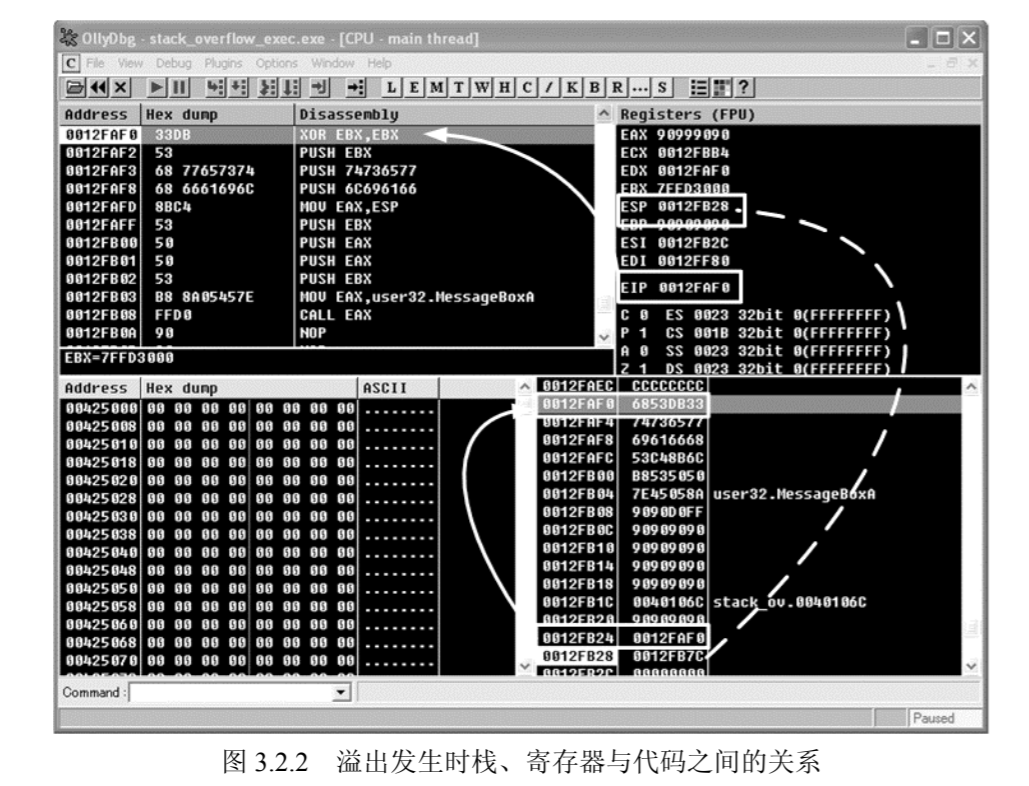 OllyDbg - stack_overflow_exec.exe - [CPU - main thread]
C File View Debug Plugins Options Window Help
L E M T W H C / K B R ... S ?
Address Hex dump Disassembly
0012FAF0 33DB XOR EBX,EBX
0012FAF2 53 PUSH EBX
0012FAF3 68 77657374 PUSH 74736577
0012FAF8 68 6661696C PUSH 6C696166
0012FAFD 8BC4 MOV EAX,ESP
0012FAFF 53 PUSH EBX
0012FB00 50 PUSH EAX
0012FB01 50 PUSH EAX
0012FB02 53 PUSH EBX
0012FB03 B8 8A05457E MOV EAX,user32.MessageBoxA
0012FB08 FFD0 CALL EAX
0012FB0A 90 NOP
EBX=7FFD3000
Registers (FPU)
EAX 90999090
ECX 0012FBB4
EDX 0012FAF0
EBX 7FFD3000
ESP 0012FB28
EBP 90909090
ESI 0012FB2C
EDI 0012FF80
EIP 0012FAF0
C 0 ES 0023 32bit 0(FFFFFFFF)
P 1 CS 001B 32bit 0(FFFFFFFF)
A 0 SS 0023 32bit 0(FFFFFFFF)
Z 1 DS 0023 32bit 0(FFFFFFFF)
Address Hex dump ASCII
00425000 00 00 00 00 00 00 00 00 ........
00425008 00 00 00 00 00 00 00 00 ........
00425010 00 00 00 00 00 00 00 00 ........
00425018 00 00 00 00 00 00 00 00 ........
00425020 00 00 00 00 00 00 00 00 ........
00425028 00 00 00 00 00 00 00 00 ........
00425030 00 00 00 00 00 00 00 00 ........
00425038 00 00 00 00 00 00 00 00 ........
00425040 00 00 00 00 00 00 00 00 ........
00425048 00 00 00 00 00 00 00 00 ........
00425050 00 00 00 00 00 00 00 00 ........
00425058 00 00 00 00 00 00 00 00 ........
00425060 00 00 00 00 00 00 00 00 ........
00425068 00 00 00 00 00 00 00 00 ........
00425070 00 00 00 00 00 00 00 00 ........
0012FAEC CCCCCCCC
0012FAF0 6853DB33
0012FAF4 74736577
0012FAF8 69616668
0012FAFC 53C48B6C
0012FB00 B8535050
0012FB04 7E45058A user32.MessageBoxA
0012FB08 9090D0FF
0012FB0C 90909090
0012FB10 90909090
0012FB14 90909090
0012FB18 90909090
0012FB1C 0040106C stack_ov.0040106C
0012FB20 90909090
0012FB24 0012FAF0
0012FB28 0012FB7C
0012FB2C 00000000
Command :
Paused
图 3.2.2 溢出发生时栈、寄存器与代码之间的关系